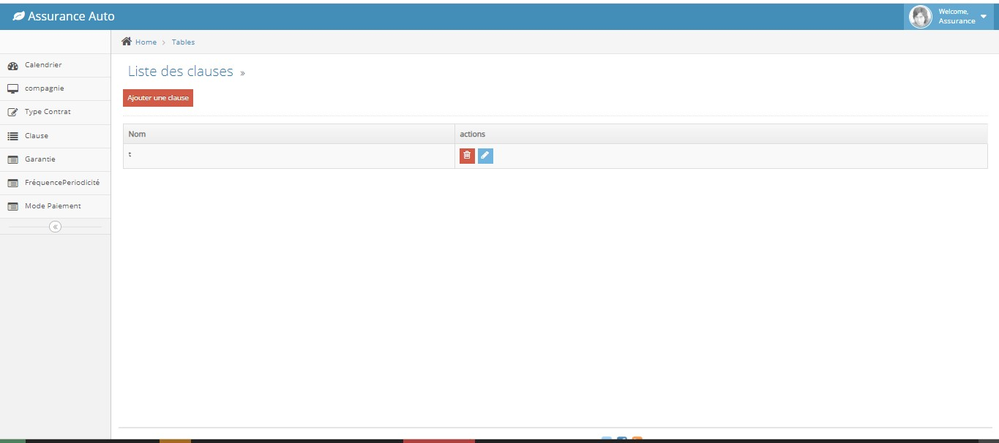 Assurance Auto
Welcome,
Assurance
Home > Tables
Calendrier
compagnie
Type Contrat
Clause
Garantie
FréquencePeriodicité
Mode Paiement
«
Liste des clauses »
Ajouter une clause
Nom actions
t